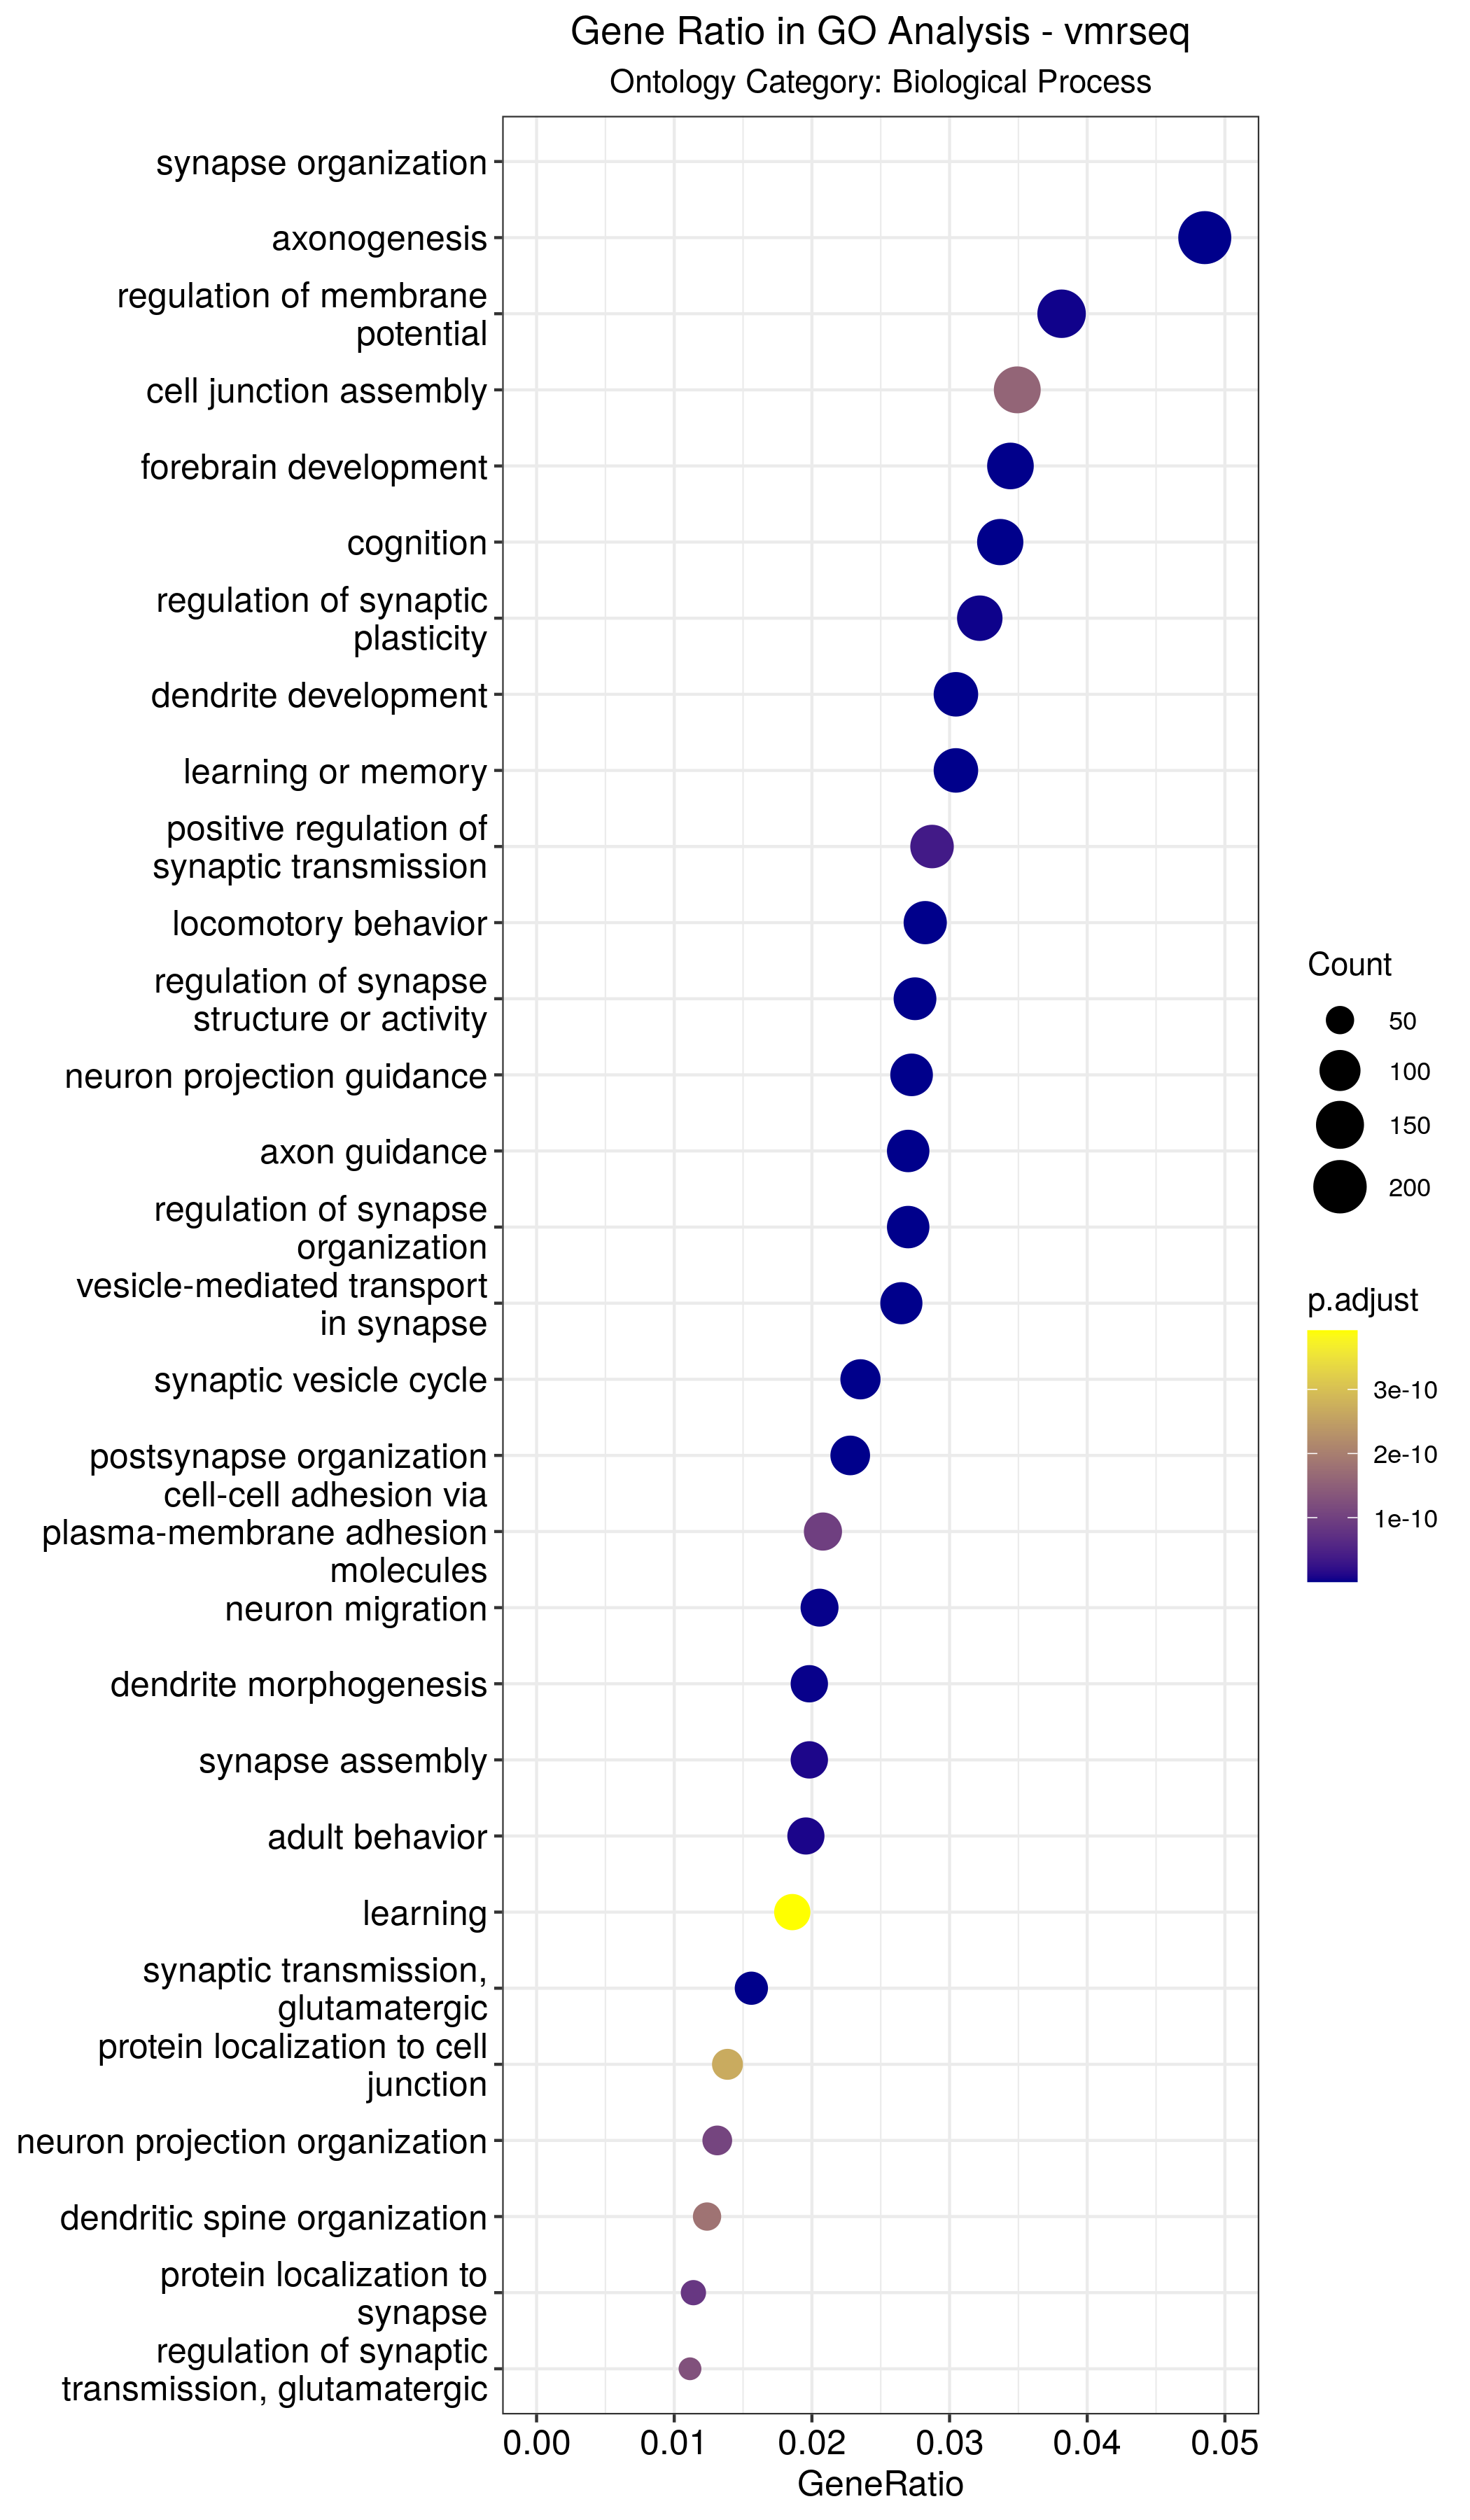 Gene Ratio in GO Analysis - vmrseq
Ontology Category: Biological Process
synapse organization
axonogenesis
regulation of membrane
potential
cell junction assembly
forebrain development
cognition
regulation of synaptic
plasticity
dendrite development
learning or memory
positive regulation of
synaptic transmission
locomotory behavior
regulation of synapse
structure or activity
neuron projection guidance
axon guidance
regulation of synapse
organization
vesicle-mediated transport
in synapse
synaptic vesicle cycle
postsynapse organization
cell-cell adhesion via
plasma-membrane adhesion
molecules
neuron migration
dendrite morphogenesis
synapse assembly
adult behavior
learning
synaptic transmission,
glutamatergic
protein localization to cell
junction
neuron projection organization
dendritic spine organization
protein localization to
synapse
regulation of synaptic
transmission, glutamatergic
0.00 0.01 0.02 0.03 0.04 0.05
GeneRatio
Count
50
100
150
200
p.adjust
3e-10
2e-10
1e-10